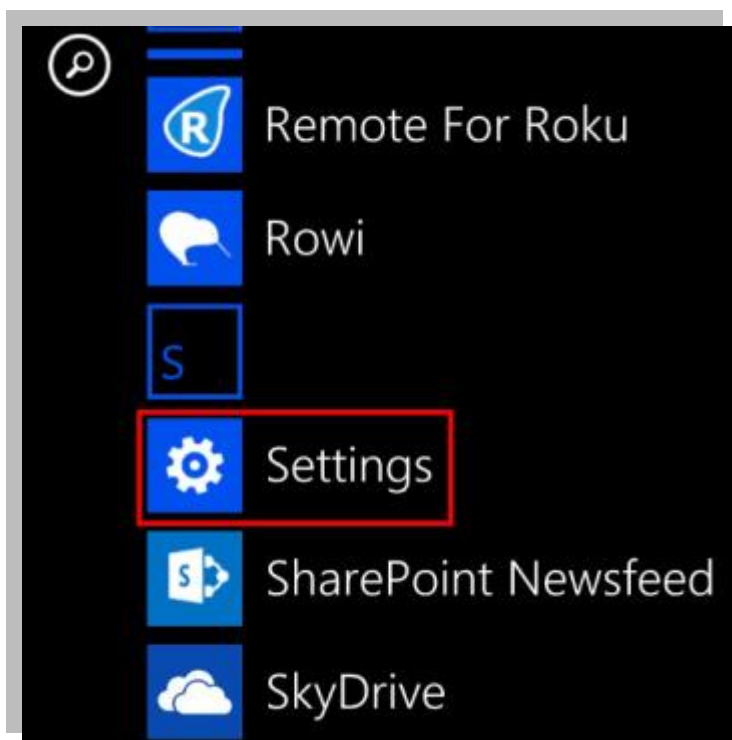 Remote For Roku
Rowi
S
Settings
SharePoint Newsfeed
SkyDrive